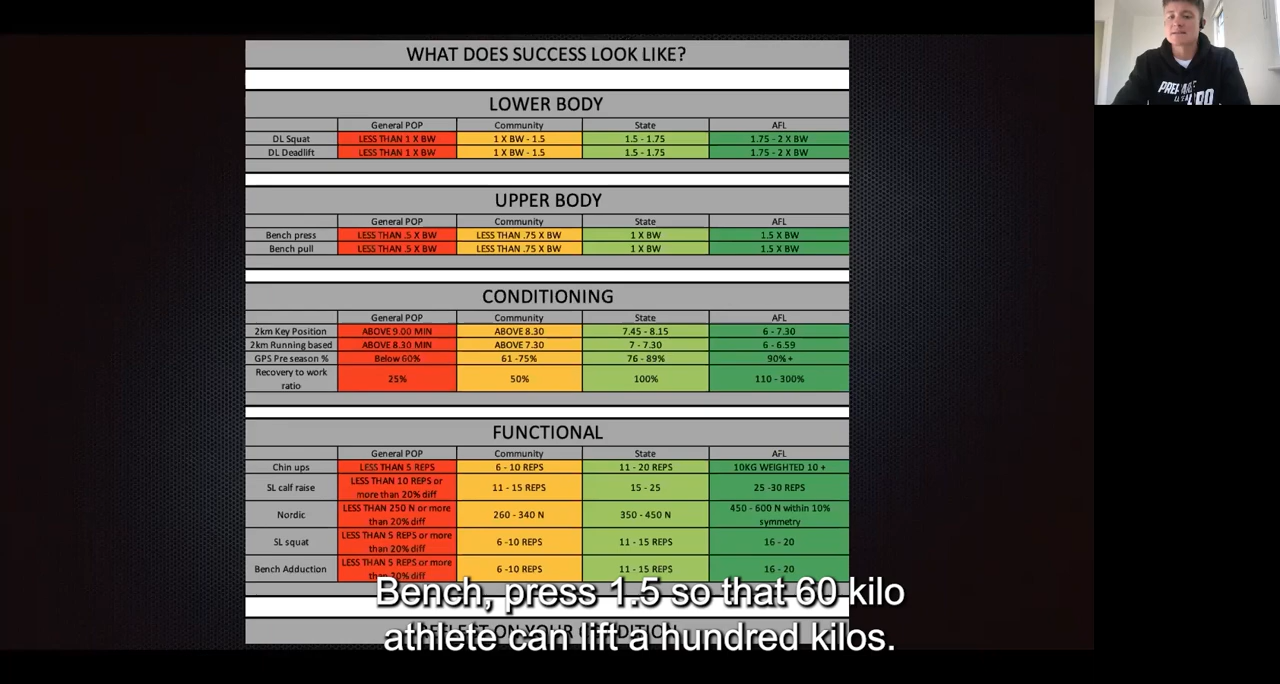 WHAT DOES SUCCESS LOOK LIKE?
LOWER BODY
General POP Community State AFL
DL Squat LESS THAN 1 X BW 1 X BW - 1.5 1.5 - 1.75 1.75 - 2 X BW
DL Deadlift LESS THAN 1 X BW 1 X BW - 1.5 1.5 - 1.75 1.75 - 2 X BW
UPPER BODY
General POP Community State AFL
Bench press LESS THAN .5 X BW LESS THAN .75 X BW 1 X BW 1.5 X BW
Bench pull LESS THAN .5 X BW LESS THAN .75 X BW 1 X BW 1.5 X BW
CONDITIONING
General POP Community State AFL
2km Key Position ABOVE 9.00 MIN ABOVE 8.30 7.45 - 8.15 6 - 7.30
2km Running based ABOVE 8.30 MIN ABOVE 7.30 7 - 7.30 6 - 6.59
GPS Pre season % Below 60% 61 -75% 76 - 89% 90% +
Recovery to work
ratio 25% 50% 100% 110 - 300%
FUNCTIONAL
General POP Community State AFL
Chin ups LESS THAN 5 REPS 6 - 10 REPS 11 - 20 REPS 10KG WEIGHTED 10 +
SL calf raise LESS THAN 10 REPS or
more than 20% diff 11 - 15 REPS 15 - 25 25 -30 REPS
Nordic LESS THAN 250 N or more
than 20% diff 260 - 340 N 350 - 450 N 450 - 600 N within 10%
symmetry
SL squat LESS THAN 5 REPS or more
than 20% diff 6 -10 REPS 11 - 15 REPS 16 - 20
Bench Adduction LESS THAN 5 REPS or more
than 20% diff 6 -10 REPS 11 - 15 REPS 16 - 20
Bench, press 1.5 so that 60 kilo
athlete can lift a hundred kilos.